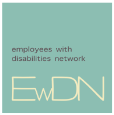 employees with
disabilities network
EwDN